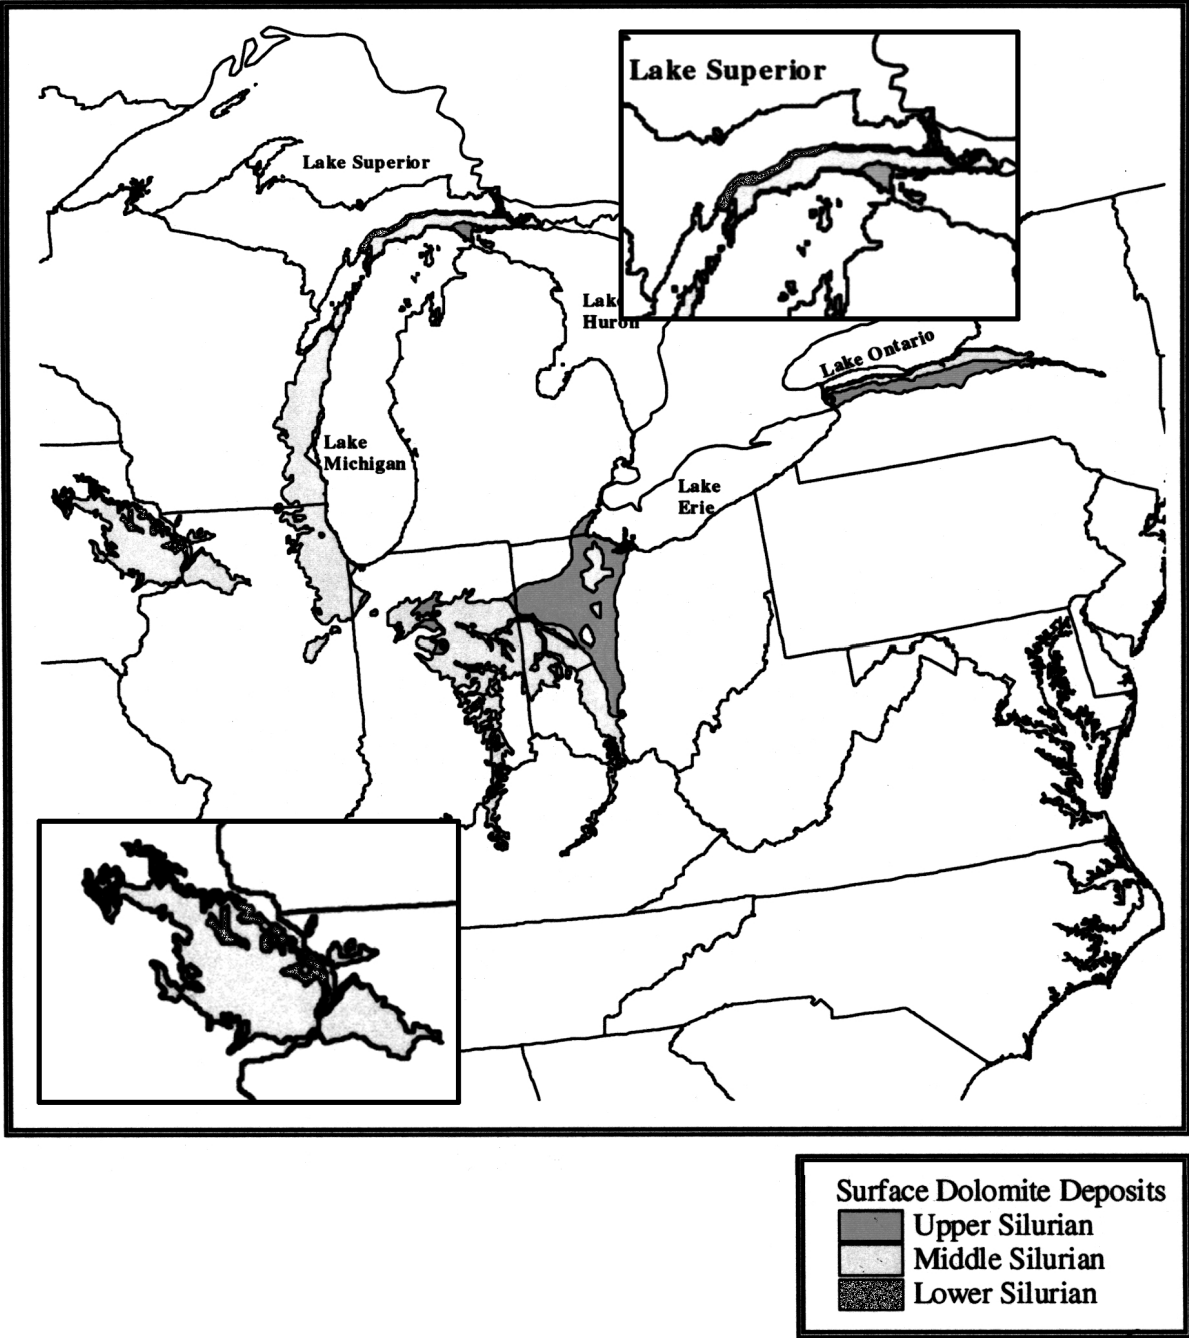 Lake Superior
Lake Superior
Lake
Huron
Lake Ontario
Lake
Michigan
Lake
Erie
Surface Dolomite Deposits
Upper Silurian
Middle Silurian
Lower Silurian